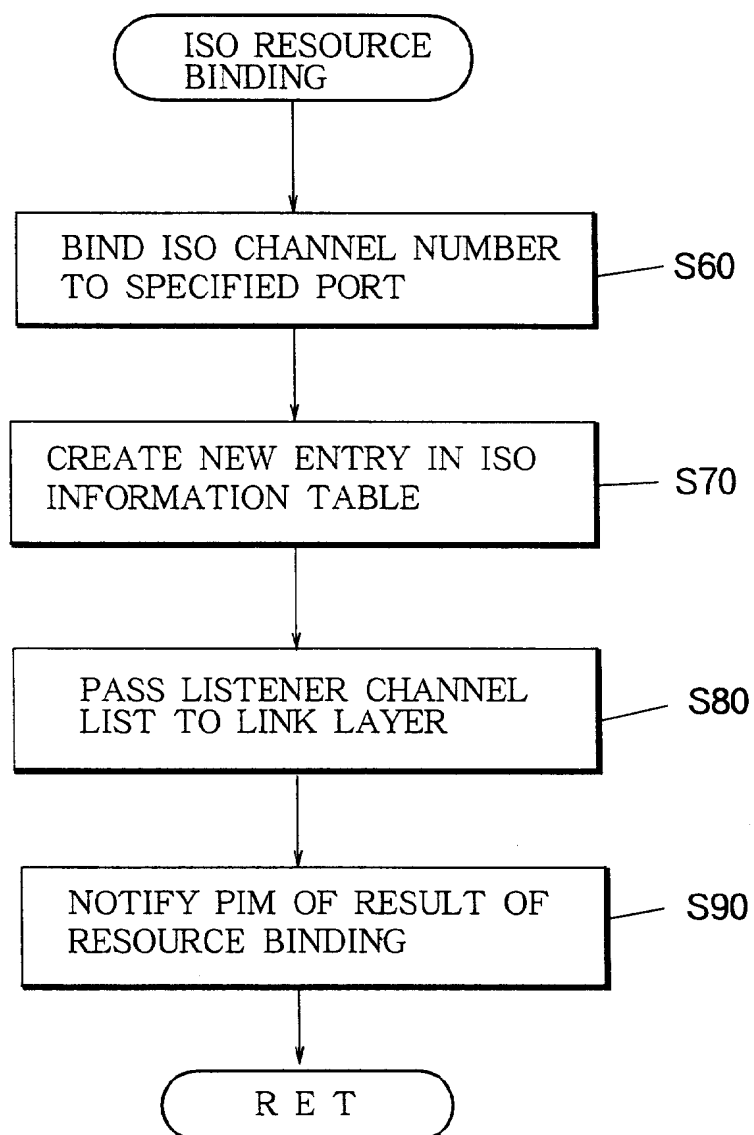 ISO RESOURCE
BINDING
BIND ISO CHANNEL NUMBER
TO SPECIFIED PORT
S60
CREATE NEW ENTRY IN ISO
INFORMATION TABLE
S70
PASS LISTENER CHANNEL
LIST TO LINK LAYER
S80
NOTIFY PIM OF RESULT OF
RESOURCE BINDING
S90
R E T